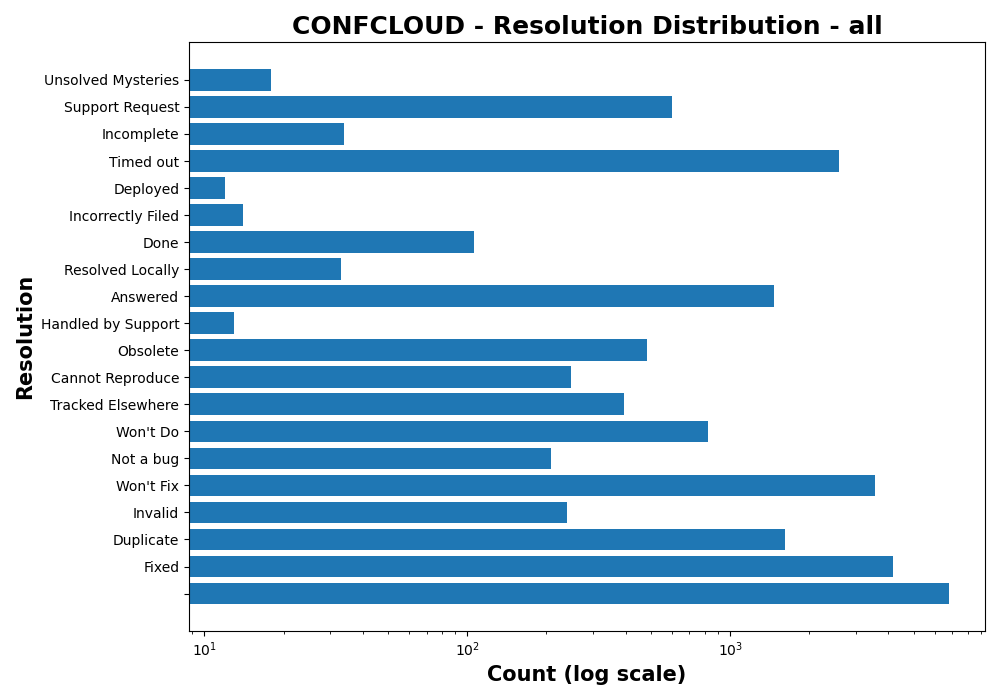 CONFCLOUD - Resolution Distribution - all
Unsolved Mysteries
Support Request
Incomplete
Timed out
Deployed
Incorrectly Filed
Done
Resolved Locally
Answered
Handled by Support
Obsolete
Cannot Reproduce
Tracked Elsewhere
Won't Do
Not a bug
Won't Fix
Invalid
Duplicate
Fixed
Resolution
10¹ 10² 10³
Count (log scale)